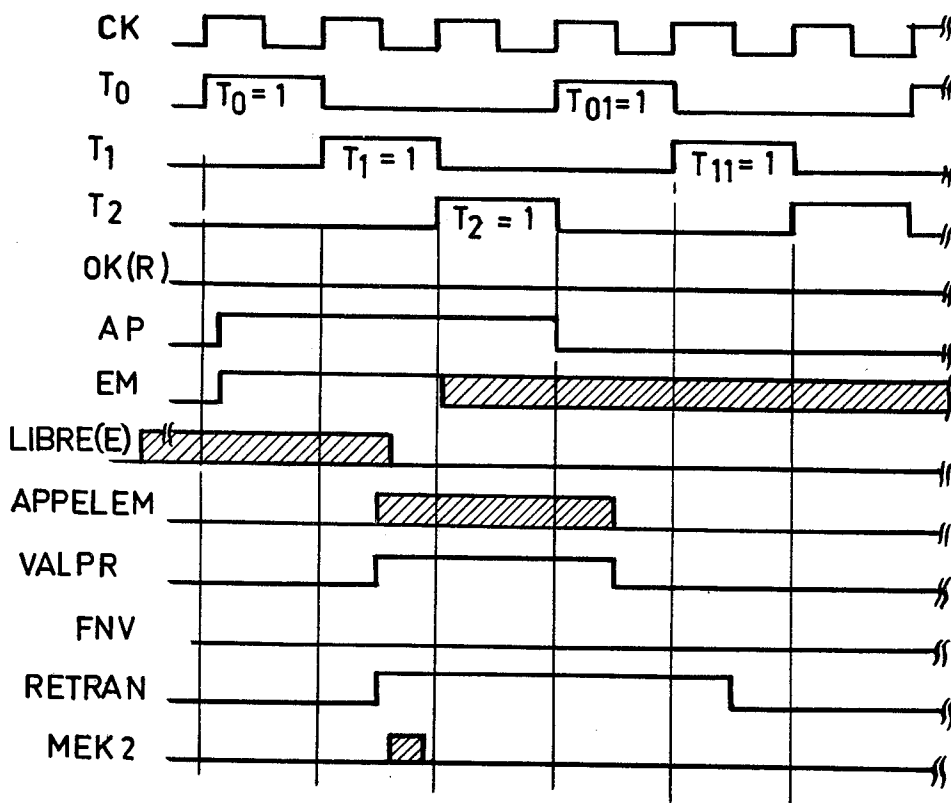 CK
T0
T0 = 1
T01 = 1
T1
T1 = 1
T11 = 1
T2
T2 = 1
OK(R)
AP
EM
LIBRE(E)
APPELEM
VALPR
FNV
RETRAN
MEK 2